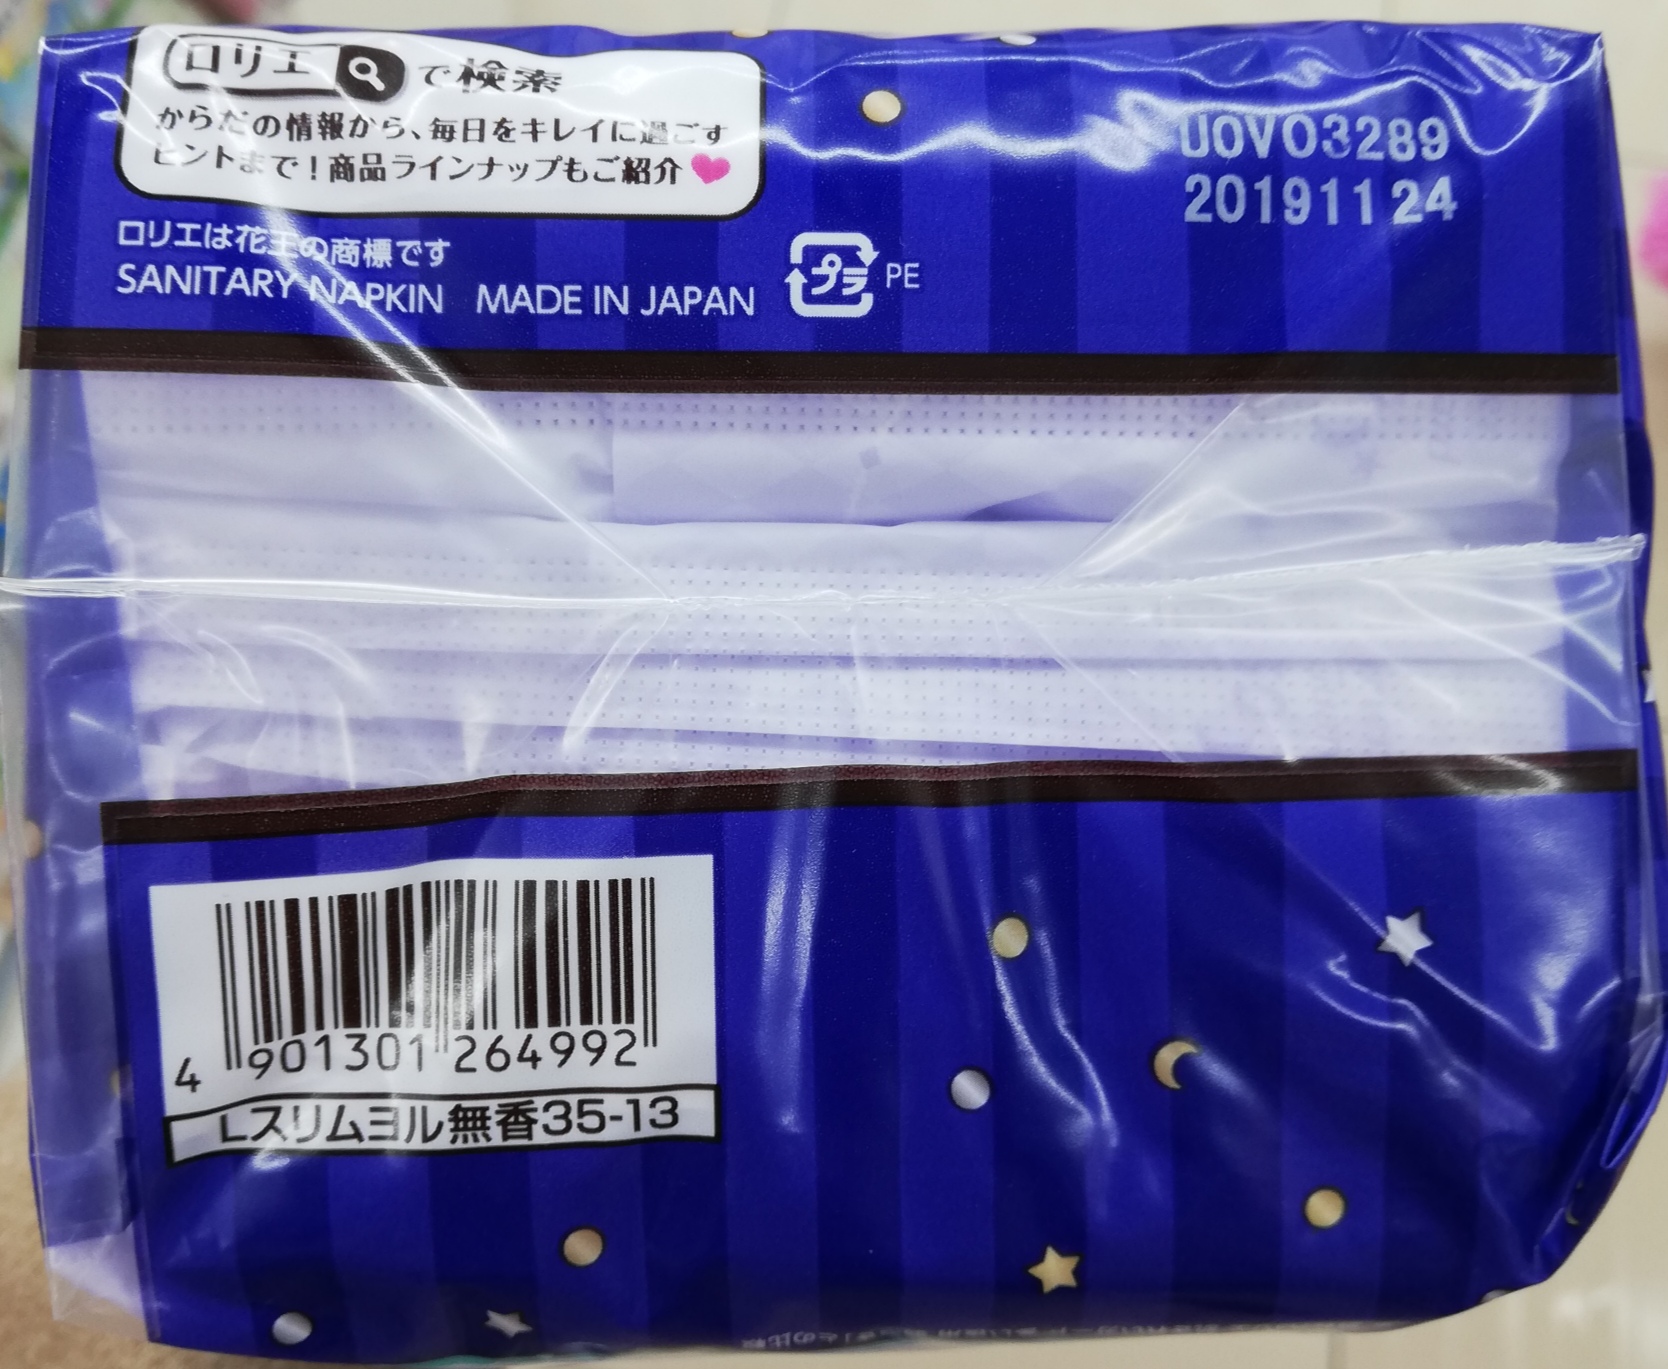 ロリエ で検索
からだの情報から、毎日をキレイに過ごす
ヒントまで！商品ラインナップもご紹介
ロリエは花王の商標です
SANITARY NAPKIN MADE IN JAPAN
プラ PE
UOVO3289
20191124
4 901301 264992
Lスリムヨル無香35-13